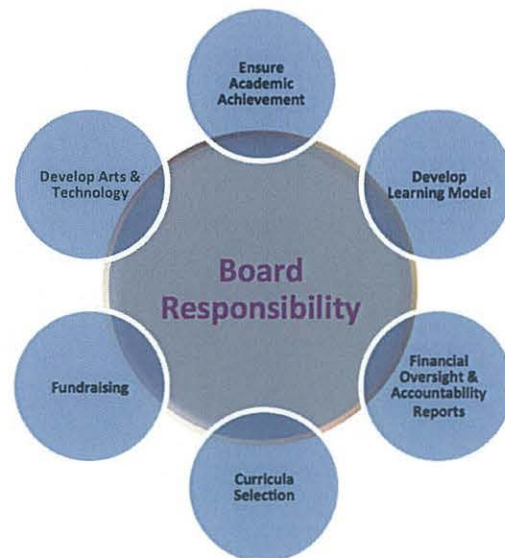 Ensure
Academic
Achievement
Develop Arts &
Technology
Develop
Learning Model
Board
Responsibility
Fundraising
Financial
Oversight &
Accountability
Reports
Curricula
Selection